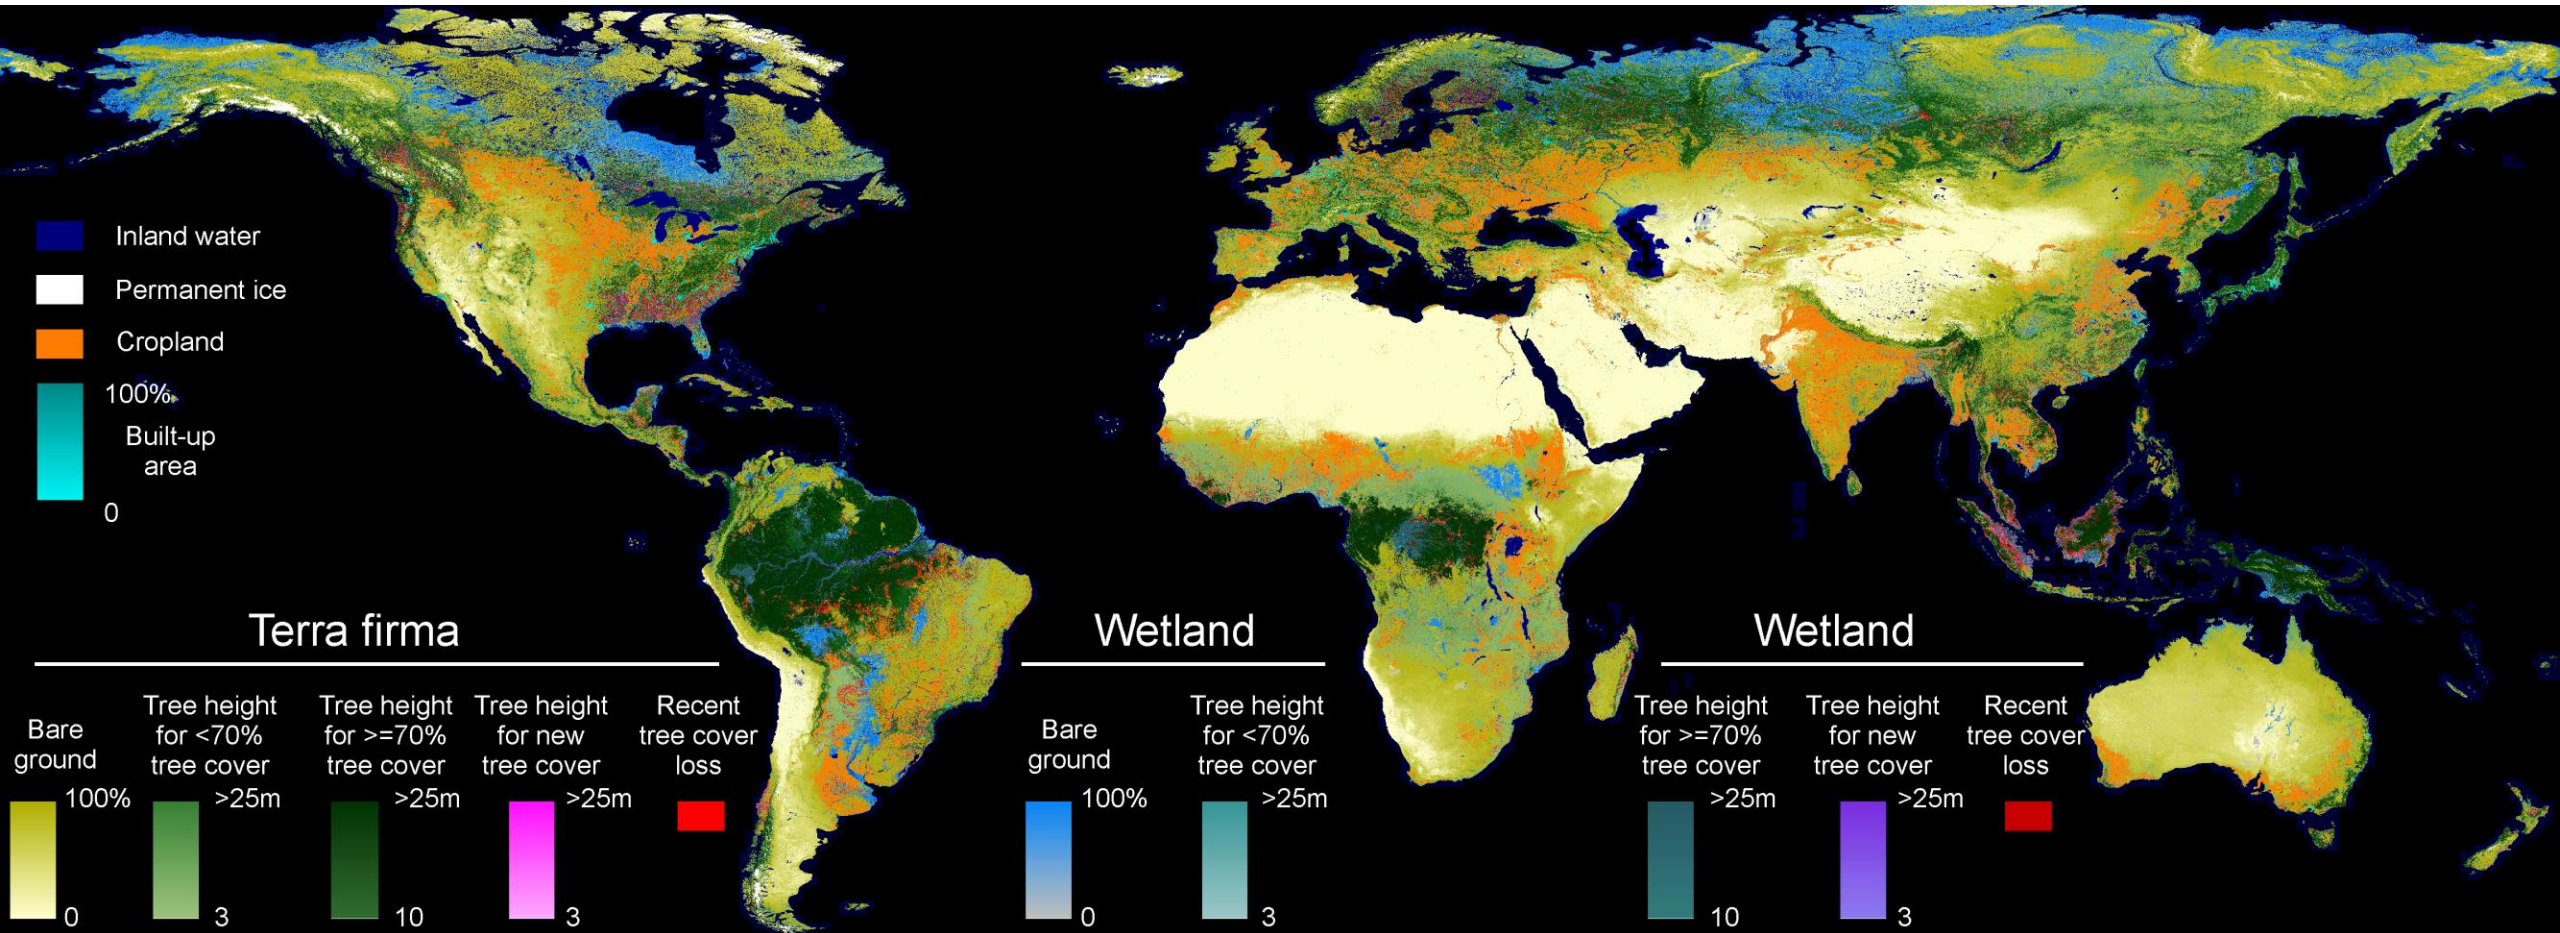 Inland water
Permanent ice
Cropland
100%
Built-up
area
0
Terra firma
Bare
ground
100%
0
Tree height
for <70%
tree cover
>25m
3
Tree height
for >=70%
tree cover
>25m
10
Tree height
for new
tree cover
>25m
3
Recent
tree cover
loss
Wetland
Bare
ground
100%
0
Tree height
for <70%
tree cover
>25m
3
Wetland
Tree height
for >=70%
tree cover
>25m
10
Tree height
for new
tree cover
>25m
3
Recent
tree cover
loss